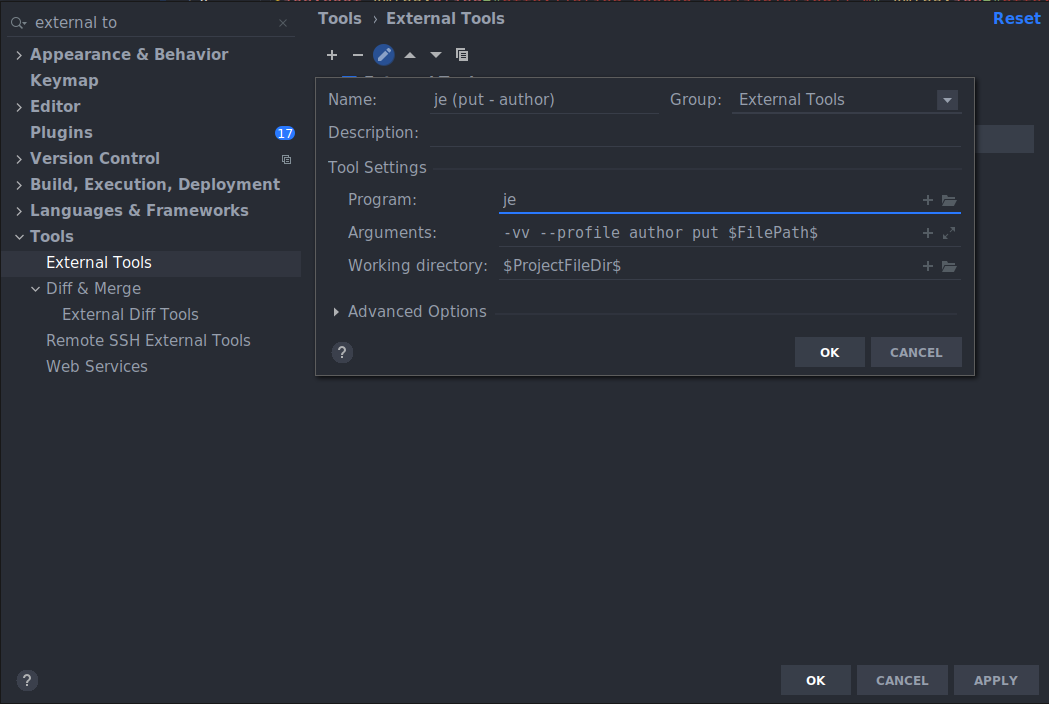 external to
Tools › External Tools
Reset
Appearance & Behavior
Keymap
Editor
Plugins 17
Version Control
Build, Execution, Deployment
Languages & Frameworks
Tools
External Tools
Diff & Merge
External Diff Tools
Remote SSH External Tools
Web Services
Name: je (put - author) Group: External Tools
Description:
Tool Settings
Program: je
Arguments: -vv --profile author put $FilePath$
Working directory: $ProjectFileDir$
Advanced Options
? OK CANCEL
? OK CANCEL APPLY